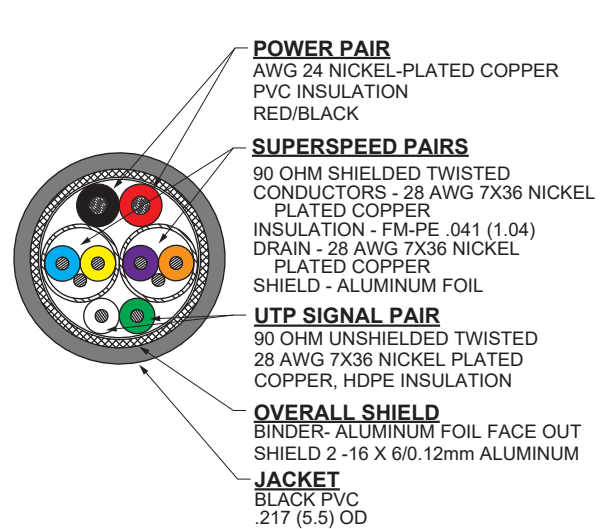 POWER PAIR
AWG 24 NICKEL-PLATED COPPER
PVC INSULATION
RED/BLACK
SUPERSPEED PAIRS
90 OHM SHIELDED TWISTED
CONDUCTORS - 28 AWG 7X36 NICKEL
PLATED COPPER
INSULATION - FM-PE .041 (1.04)
DRAIN - 28 AWG 7X36 NICKEL
PLATED COPPER
SHIELD - ALUMINUM FOIL
UTP SIGNAL PAIR
90 OHM UNSHIELDED TWISTED
28 AWG 7X36 NICKEL PLATED
COPPER, HDPE INSULATION
OVERALL SHIELD
BINDER- ALUMINUM FOIL FACE OUT
SHIELD 2 -16 X 6/0.12mm ALUMINUM
JACKET
BLACK PVC
.217 (5.5) OD